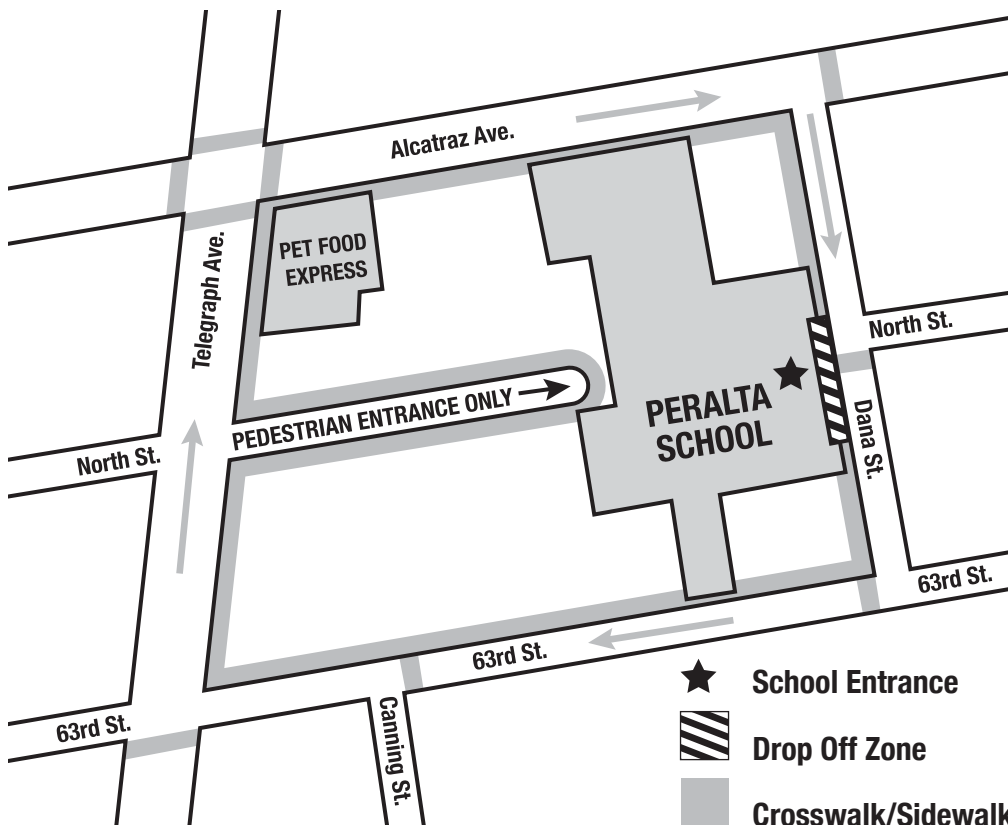 Alcatraz Ave.
PET FOOD
EXPRESS
Telegraph Ave.
North St.
PEDESTRIAN ENTRANCE ONLY
PERALTA
SCHOOL
Dana St.
North St.
63rd St.
63rd St.
63rd St.
Canning St.
School Entrance
Drop Off Zone
Crosswalk/Sidewalk